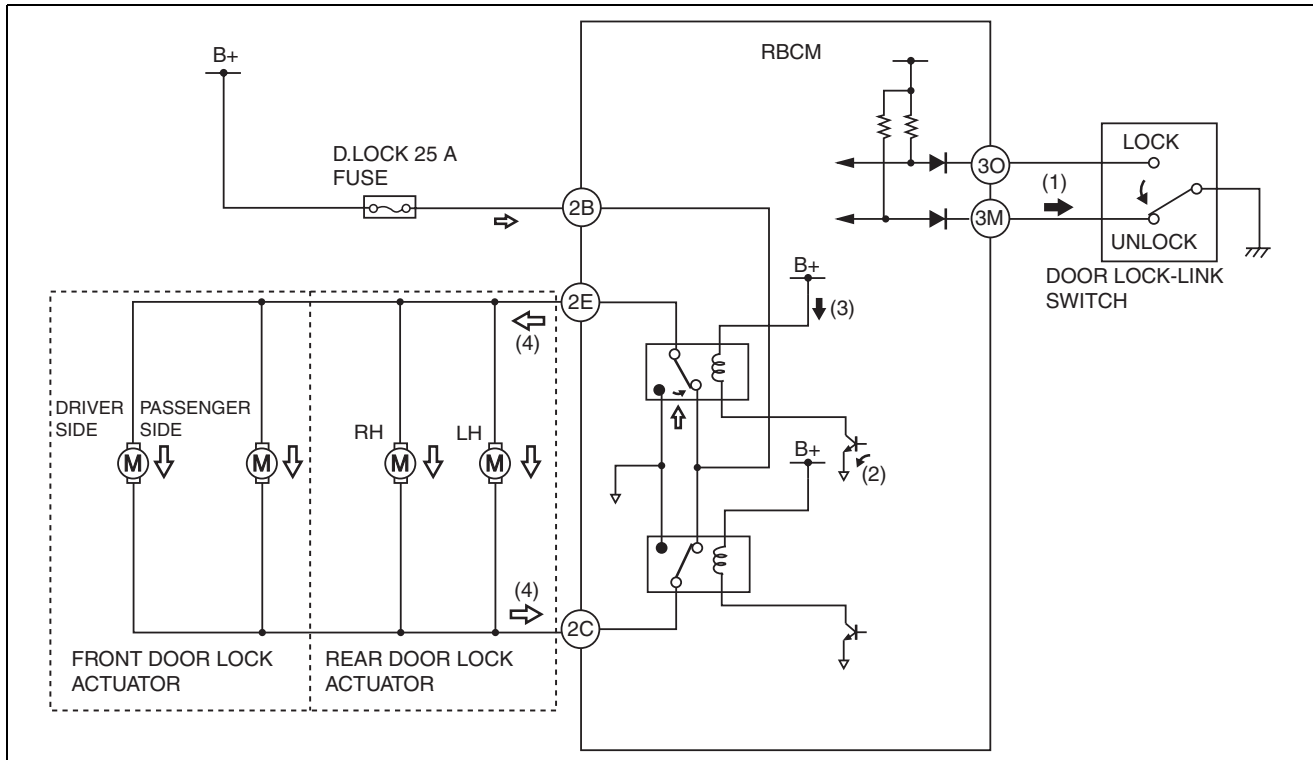 RBCM
B+
D.LOCK 25 A
FUSE
2B
3O
3M
(1)
LOCK
UNLOCK
DOOR LOCK-LINK
SWITCH
2E
(4)
B+
(3)
DRIVER
SIDE
PASSENGER
SIDE
RH
LH
M
M
M
M
B+
(2)
(4)
2C
FRONT DOOR LOCK
ACTUATOR
REAR DOOR LOCK
ACTUATOR